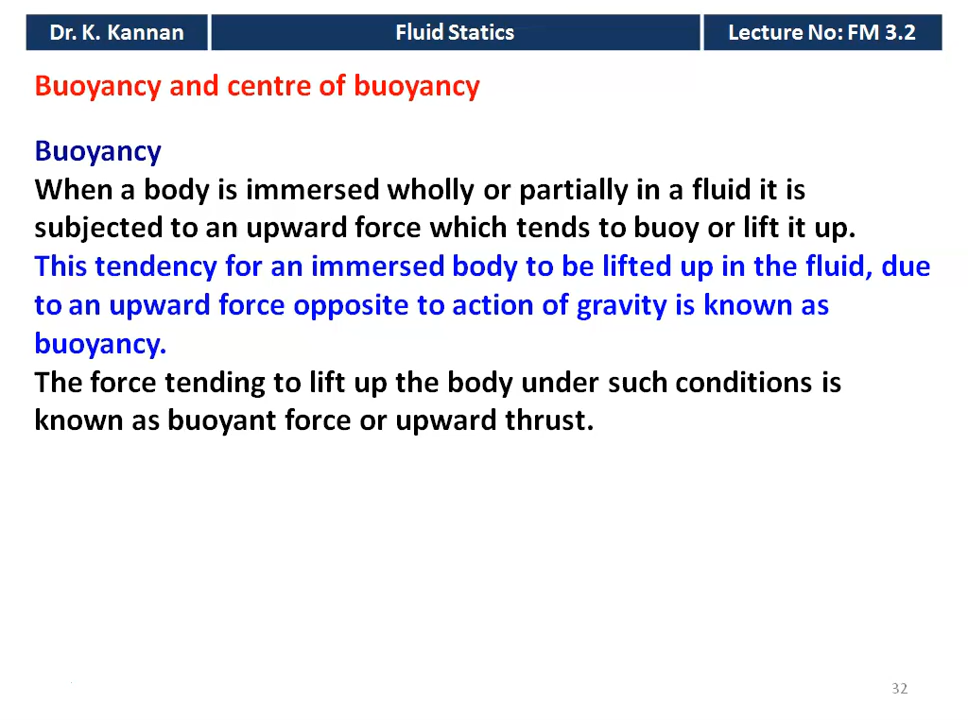 Dr. K. Kannan
Fluid Statics
Lecture No: FM 3.2
Buoyancy and centre of buoyancy
Buoyancy
When a body is immersed wholly or partially in a fluid it is
subjected to an upward force which tends to buoy or lift it up.
This tendency for an immersed body to be lifted up in the fluid, due
to an upward force opposite to action of gravity is known as
buoyancy.
The force tending to lift up the body under such conditions is
known as buoyant force or upward thrust.
32